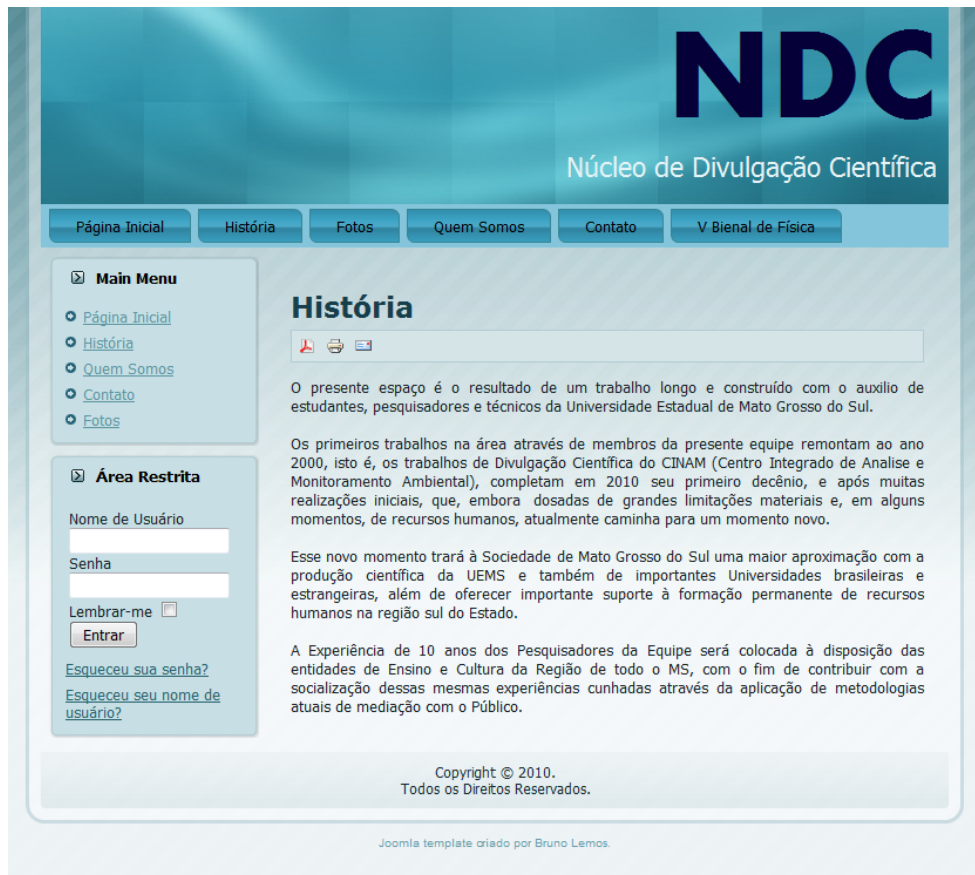 NDC
Núcleo de Divulgação Científica
Página Inicial História Fotos Quem Somos Contato V Bienal de Física
Main Menu
Página Inicial
História
Quem Somos
Contato
Fotos
Área Restrita
Nome de Usuário
Senha
Lembrar-me
Entrar
Esqueceu sua senha?
Esqueceu seu nome de
usuário?
História
O presente espaço é o resultado de um trabalho longo e construído com o auxilio de
estudantes, pesquisadores e técnicos da Universidade Estadual de Mato Grosso do Sul.
Os primeiros trabalhos na área através de membros da presente equipe remontam ao ano
2000, isto é, os trabalhos de Divulgação Científica do CINAM (Centro Integrado de Analise e
Monitoramento Ambiental), completam em 2010 seu primeiro decênio, e após muitas
realizações iniciais, que, embora dosadas de grandes limitações materiais e, em alguns
momentos, de recursos humanos, atualmente caminha para um momento novo.
Esse novo momento trará à Sociedade de Mato Grosso do Sul uma maior aproximação com a
produção científica da UEMS e também de importantes Universidades brasileiras e
estrangeiras, além de oferecer importante suporte à formação permanente de recursos
humanos na região sul do Estado.
A Experiência de 10 anos dos Pesquisadores da Equipe será colocada à disposição das
entidades de Ensino e Cultura da Região de todo o MS, com o fim de contribuir com a
socialização dessas mesmas experiências cunhadas através da aplicação de metodologias
atuais de mediação com o Público.
Copyright © 2010.
Todos os Direitos Reservados.
Joomla template criado por Bruno Lemos.